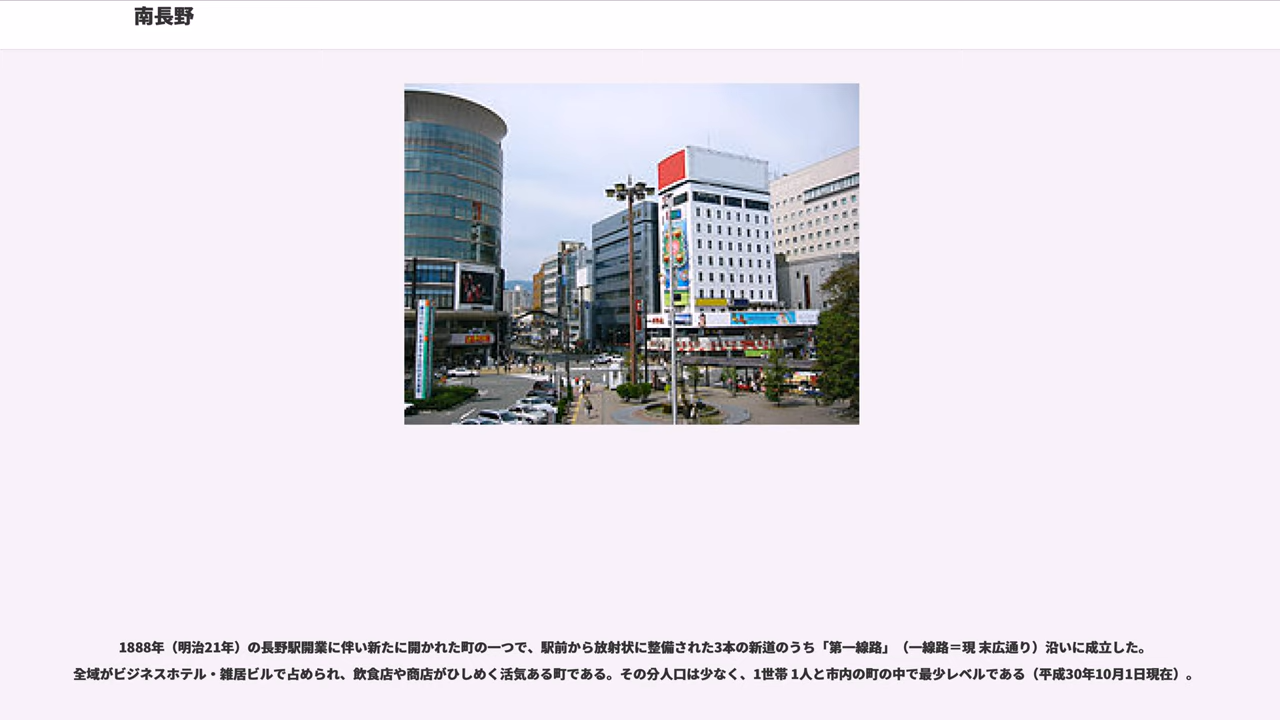 南長野
1888年（明治21年）の長野駅開業に伴い新たに開かれた町の一つで、駅前から放射状に整備された3本の新道のうち「第一線路」（一線路＝現 末広通り）沿いに成立した。
全域がビジネスホテル・雑居ビルで占められ、飲食店や商店がひしめく活気ある町である。その分人口は少なく、1世帯 1人と市内の町の中で最少レベルである（平成30年10月1日現在）。